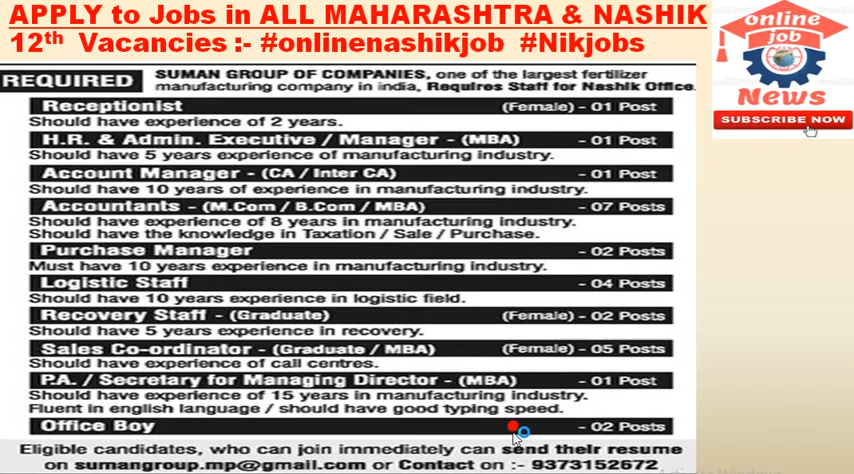 APPLY to Jobs in ALL MAHARASHTRA & NASHIK
12th Vacancies :- #onlinenashikjob #Nikjobs
online
job
News
SUBSCRIBE NOW
REQUIRED
SUMAN GROUP OF COMPANIES, one of the largest fertilizer
manufacturing company in india, Requires Staff for Nashik Office.
Receptionist (Female) - 01 Post
Should have experience of 2 years.
H.R. & Admin. Executive / Manager - (MBA) - 01 Post
Should have 5 years experience of manufacturing industry.
Account Manager - (CA / Inter CA) - 01 Post
Should have 10 years of experience in manufacturing industry.
Accountants - (M.Com / B.Com / MBA) - 07 Posts
Should have experience of 8 years in manufacturing industry.
Should have the knowledge in Taxation / Sale / Purchase.
Purchase Manager - 02 Posts
Must have 10 years experience in manufacturing industry.
Logistic Staff - 04 Posts
Should have 10 years experience in logistic field.
Recovery Staff - (Graduate) (Female) - 02 Posts
Should have 5 years experience in recovery.
Sales Co-ordinator - (Graduate / MBA) (Female) - 05 Posts
Should have experience of call centres.
P.A. / Secretary for Managing Director - (MBA) - 01 Post
Should have experience of 15 years in manufacturing industry.
Fluent in english language / should have good typing speed.
Office Boy - 02 Posts
Eligible candidates, who can join immediately can send their resume
on sumangroup.mp@gmail.com or Contact on :- 9373152672